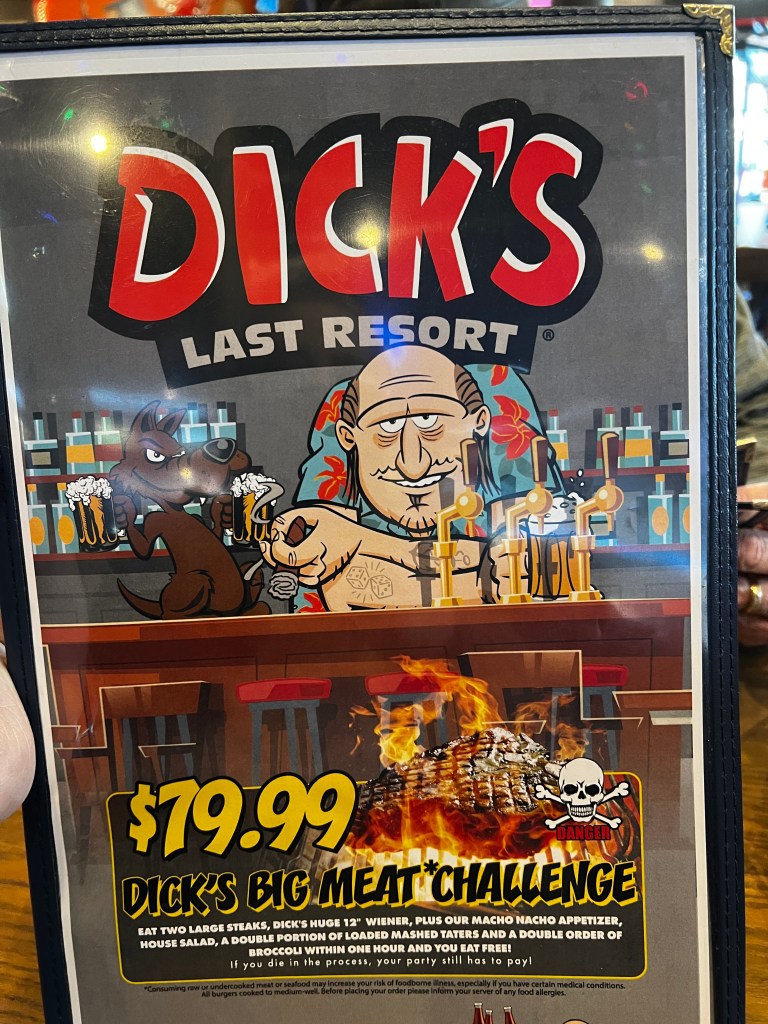 DICK'S
LAST RESORT ®
$79.99
DANGER
DICK'S BIG MEAT*CHALLENGE
EAT TWO LARGE STEAKS, DICK'S HUGE 12" WIENER, PLUS OUR MACHO NACHO APPETIZER,
HOUSE SALAD, A DOUBLE PORTION OF LOADED MASHED TATERS AND A DOUBLE ORDER OF
BROCCOLI WITHIN ONE HOUR AND YOU EAT FREE!
If you die in the process, your party still has to pay!
*Consuming raw or undercooked meat or seafood may increase your risk of foodborne illness, especially if you have certain medical conditions.
All burgers cooked to medium-well. Before placing your order please inform your server of any food allergies.